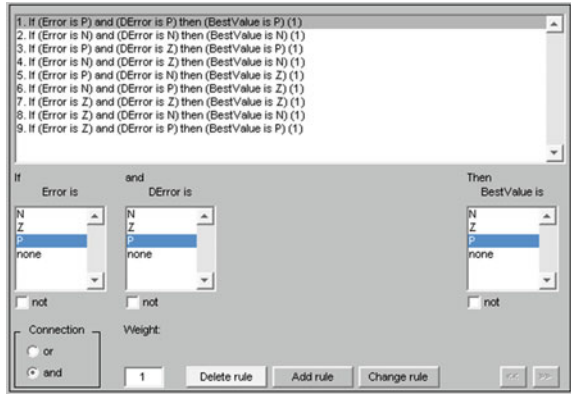 1. If (Error is P) and (DError is P) then (BestValue is P) (1)
2. If (Error is N) and (DError is N) then (BestValue is N) (1)
3. If (Error is P) and (DError is Z) then (BestValue is P) (1)
4. If (Error is N) and (DError is Z) then (BestValue is N) (1)
5. If (Error is P) and (DError is N) then (BestValue is Z) (1)
6. If (Error is N) and (DError is P) then (BestValue is Z) (1)
7. If (Error is Z) and (DError is Z) then (BestValue is Z) (1)
8. If (Error is Z) and (DError is N) then (BestValue is N) (1)
9. If (Error is Z) and (DError is P) then (BestValue is P) (1)
If and Then
Error is DError is BestValue is
N N N
Z Z Z
P P P
none none none
not not not
Connection Weight:
or
and 1 Delete rule Add rule Change rule << >>